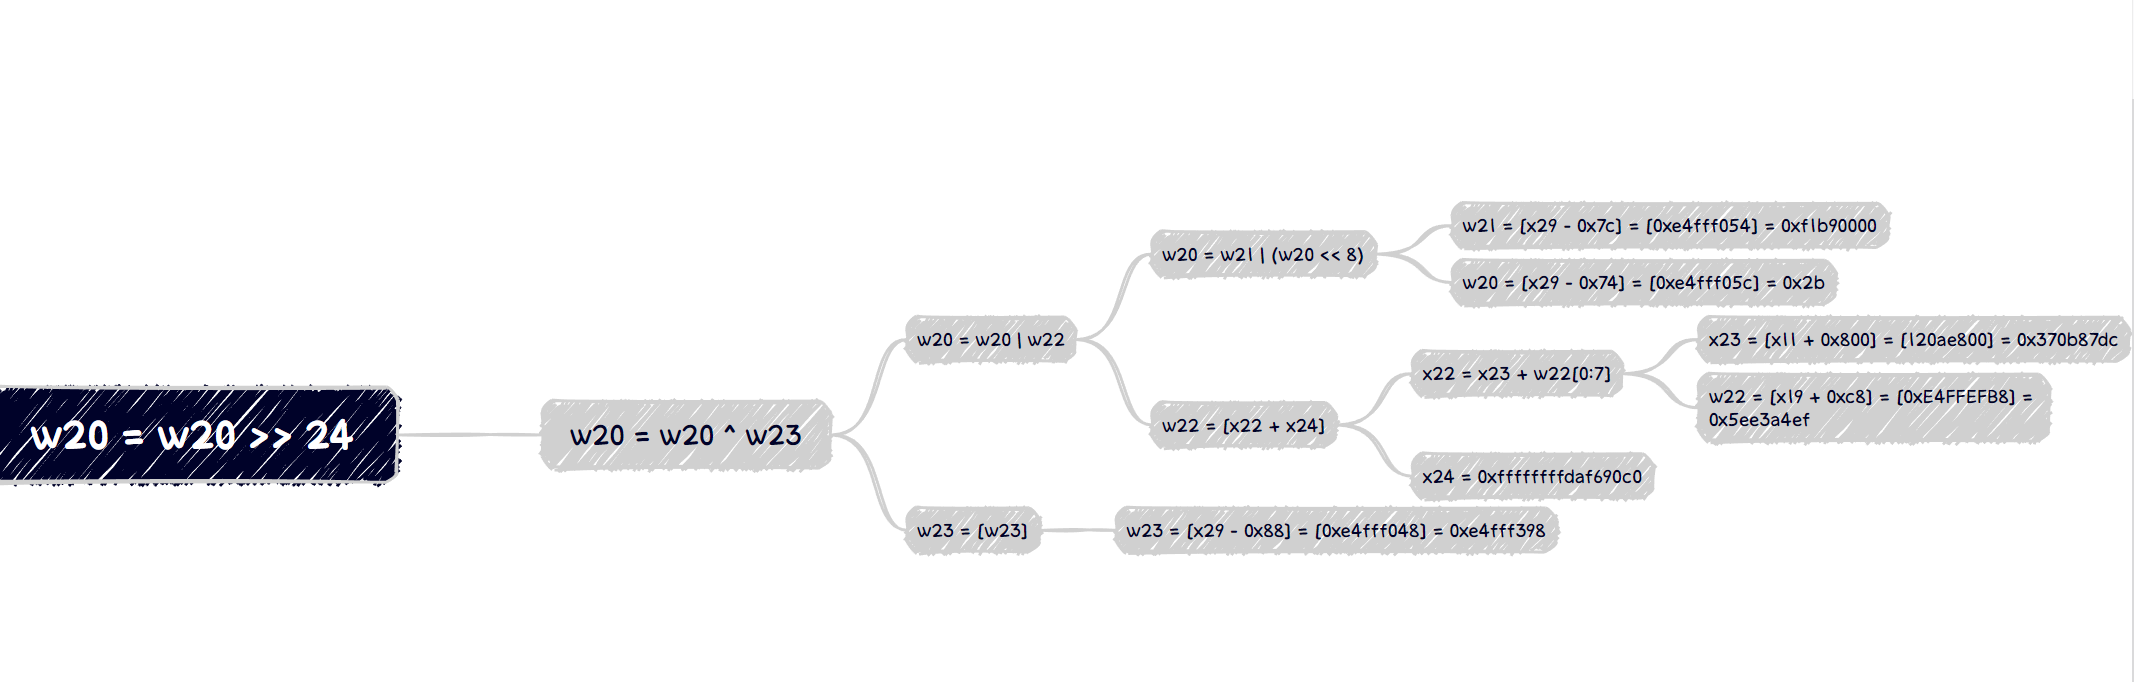 w21 = [x29 - 0x7c] = [0xe4fff054] = 0xf1b90000
w20 = w21 | (w20 << 8)
w20 = [x29 - 0x74] = [0xe4fff05c] = 0x2b
w20 = w20 | w22
x23 = [x11 + 0x800] = [120ae800] = 0x370b87dc
x22 = x23 + w22[0:7]
w22 = [x19 + 0xc8] = [0xE4FFEFB8] =
0x5ee3a4ef
w22 = [x22 + x24]
w20 = w20 >> 24
w20 = w20 ^ w23
x24 = 0xffffffffdaf690c0
w23 = [w23]
w23 = [x29 - 0x88] = [0xe4fff048] = 0xe4fff398